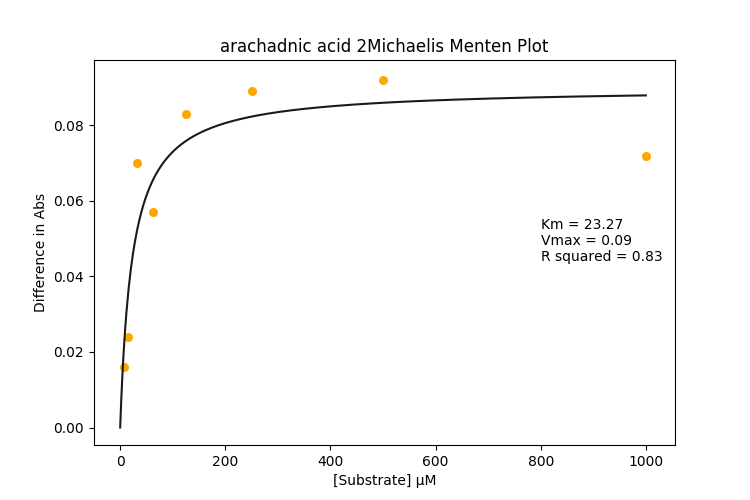 arachadnic acid 2Michaelis Menten Plot
Difference in Abs
0.08
0.06
0.04
0.02
0.00
Km = 23.27
Vmax = 0.09
R squared = 0.83
0 200 400 600 800 1000
[Substrate] μM